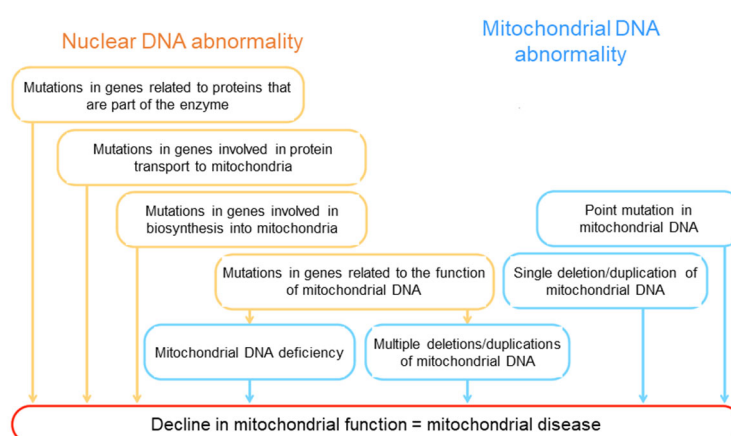 Nuclear DNA abnormality
Mitochondrial DNA
abnormality
Mutations in genes related to proteins that
are part of the enzyme
Mutations in genes involved in protein
transport to mitochondria
Mutations in genes involved in
biosynthesis into mitochondria
Point mutation in
mitochondrial DNA
Mutations in genes related to the function
of mitochondrial DNA
Single deletion/duplication of
mitochondrial DNA
Mitochondrial DNA deficiency
Multiple deletions/duplications
of mitochondrial DNA
Decline in mitochondrial function = mitochondrial disease